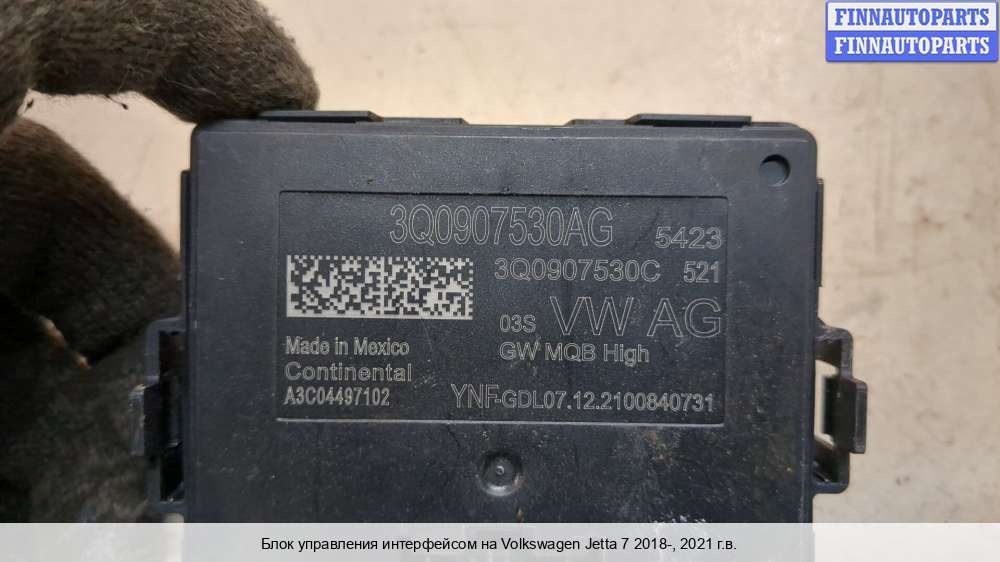 FINNAUTOPARTS
FINNAUTOPARTS
3Q0907530AG 5423
3Q0907530C 521
03S VW AG
Made in Mexico GW MQB High
Continental
A3C04497102 YNF-GDL07.12.2100840731
Блок управления интерфейсом на Volkswagen Jetta 7 2018-, 2021 г.в.